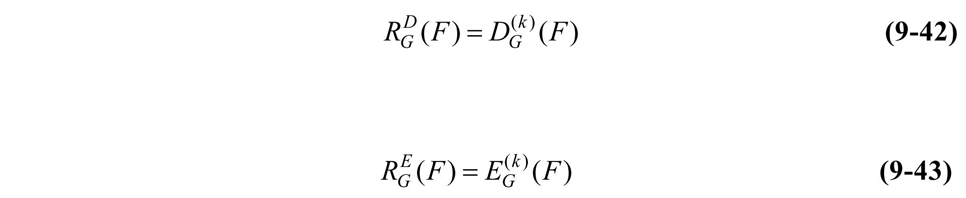 $R_G^D(F) = D_G^{(k)}(F)$ (9-42)
$R_G^E(F) = E_G^{(k)}(F)$ (9-43)